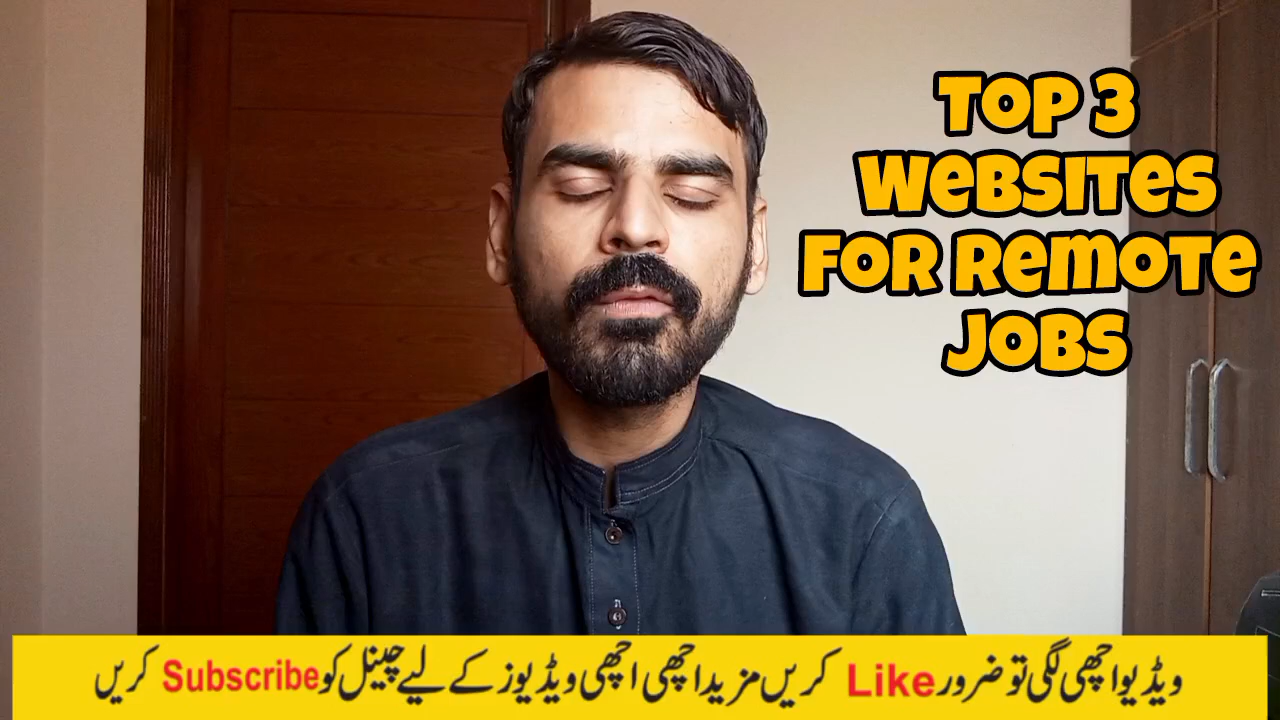 TOP 3
WEBSITES
FOR REMOTE
JOBS
ویڈیو اچھی لگی تو ضرور Like کریں مزید اچھی اچھی ویڈیوز کے لیے چینل کو Subscribe کریں